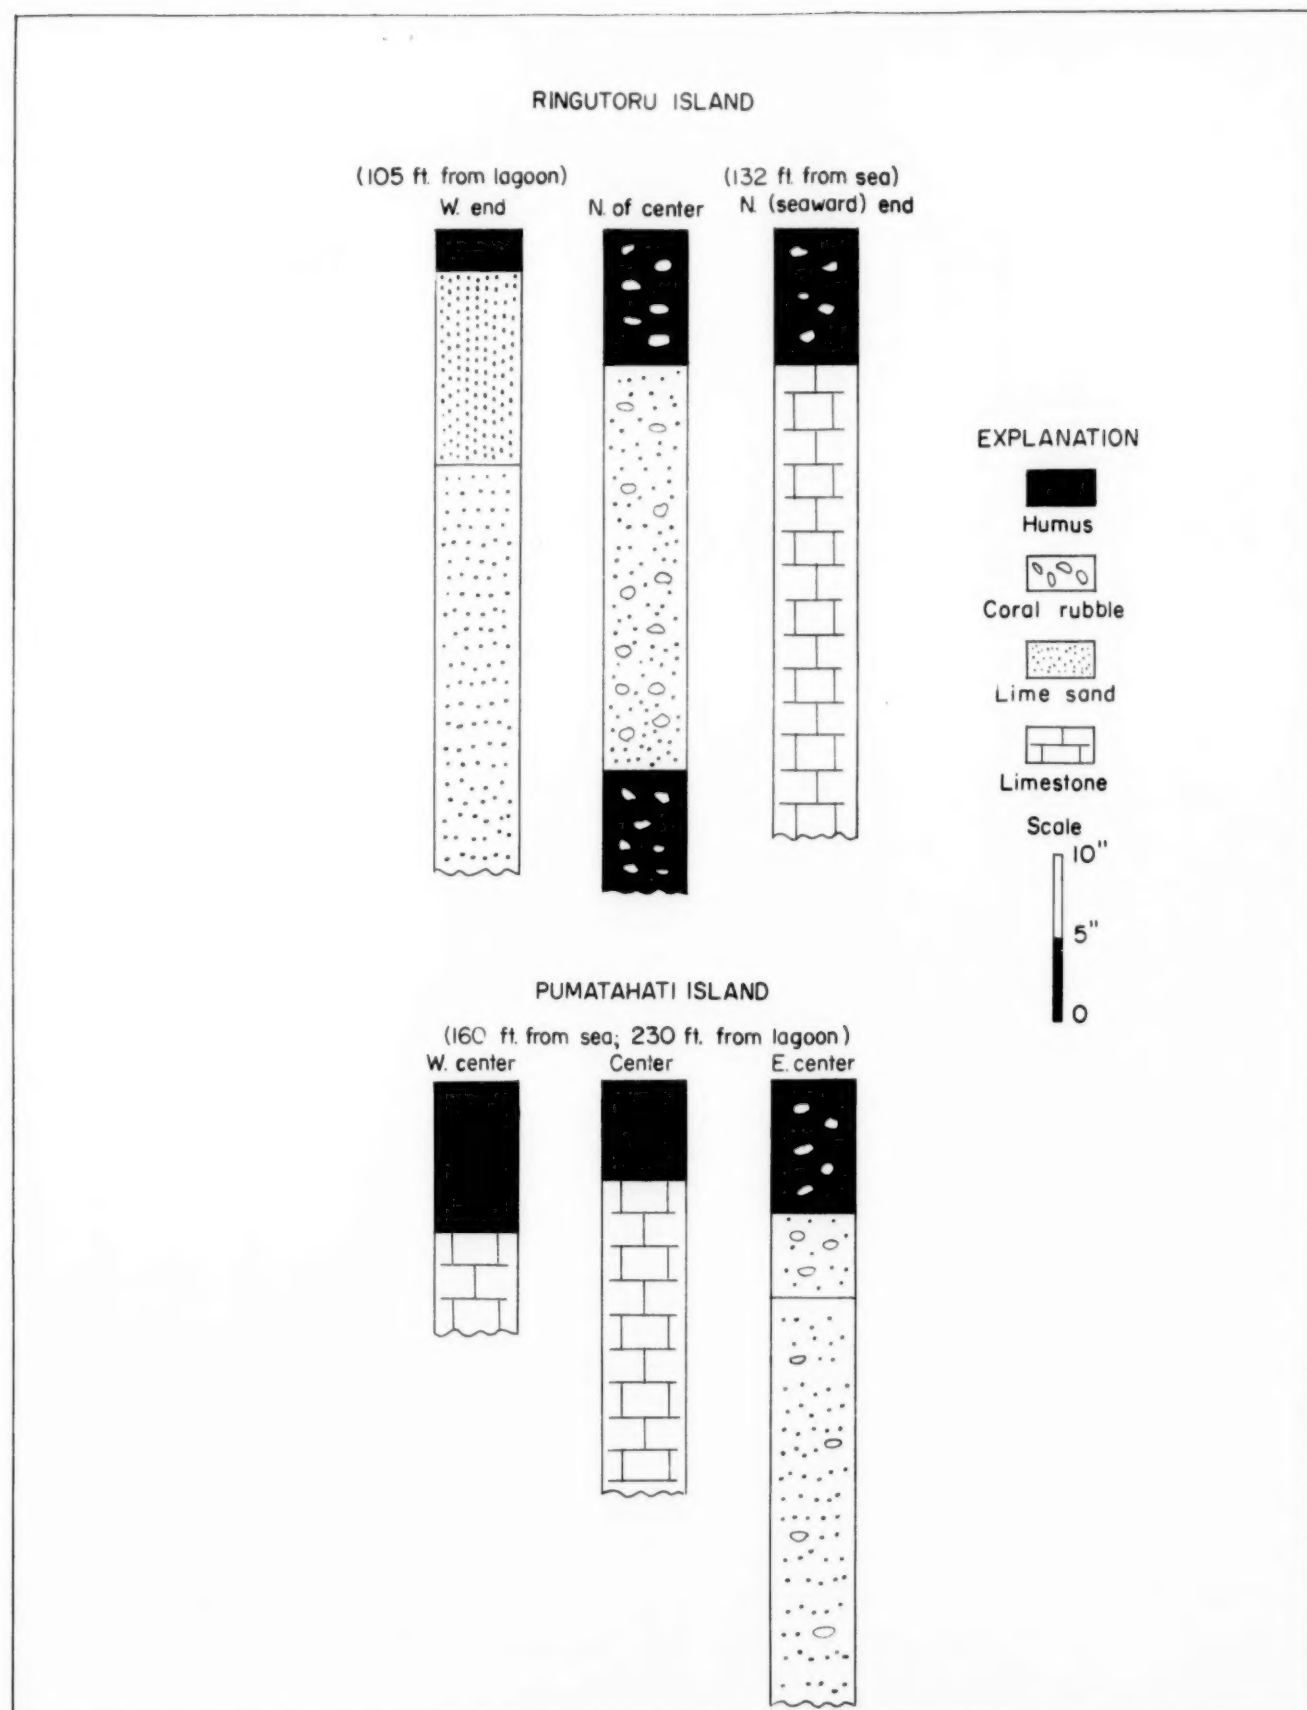 RINGUTORU ISLAND
(105 ft. from lagoon)
W. end
N. of center
(132 ft. from sea)
N. (seaward) end
EXPLANATION
Humus
Coral rubble
Lime sand
Limestone
Scale
10"
5"
0
PUMATAHATI ISLAND
(160 ft. from sea; 230 ft. from lagoon)
W. center
Center
E. center